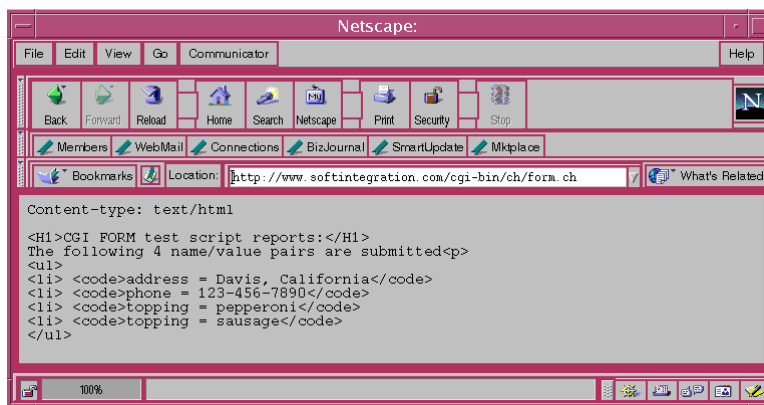 Netscape:
File Edit View Go Communicator Help
Back Forward Reload Home Search Netscape Print Security Stop
My
N
Members WebMail Connections BizJournal SmartUpdate Mktplace
Bookmarks Location: http://www.softintegration.com/cgi-bin/ch/form.ch What's Related
Content-type: text/html
<H1>CGI FORM test script reports:</H1>
The following 4 name/value pairs are submitted<p>
<ul>
<li> <code>address = Davis, California</code>
<li> <code>phone = 123-456-7890</code>
<li> <code>topping = pepperoni</code>
<li> <code>topping = sausage</code>
</ul>
100%